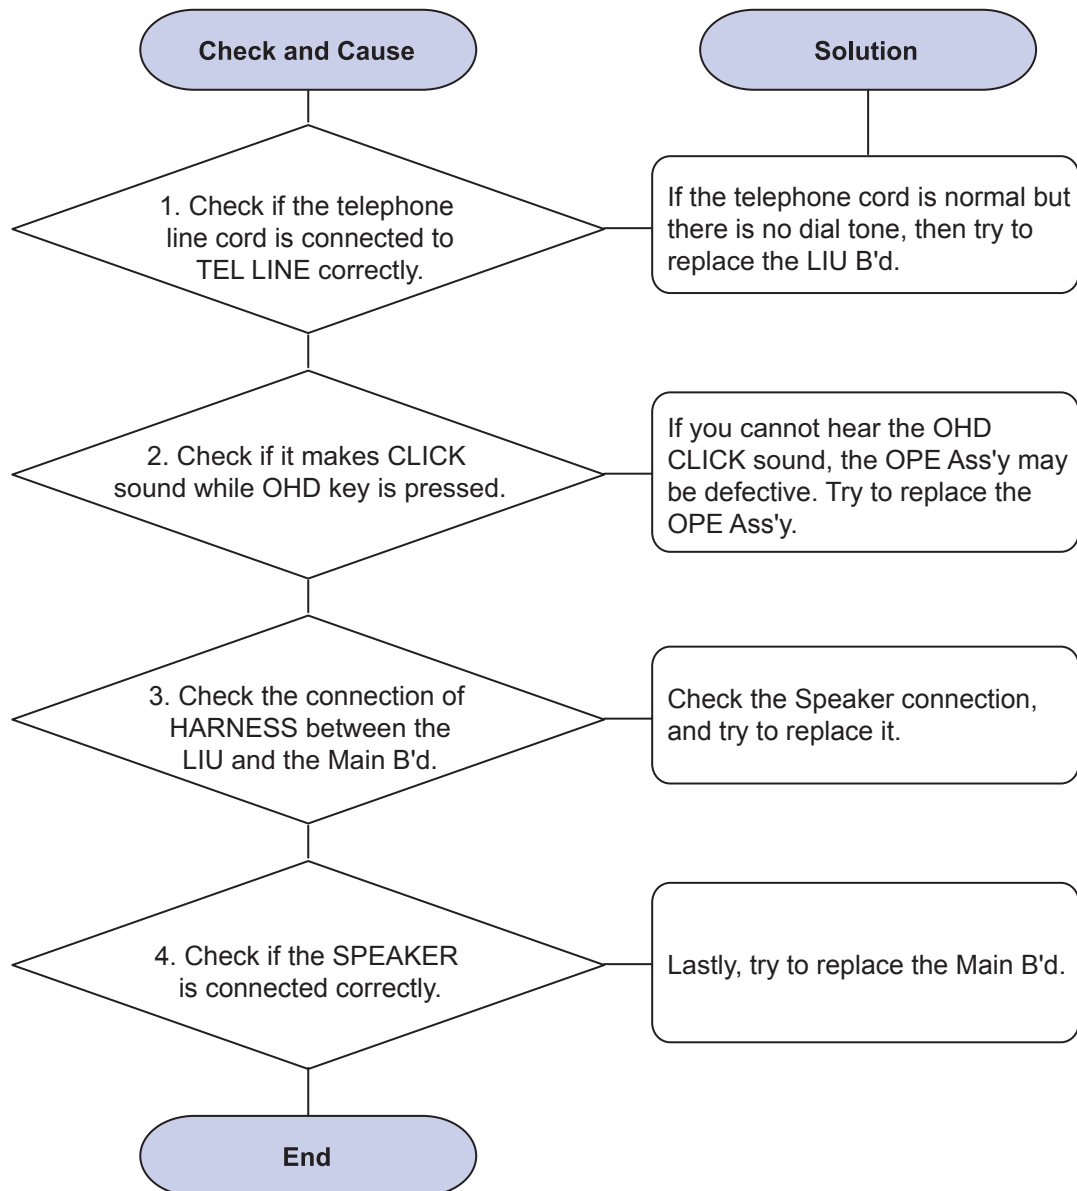 Check and Cause
Solution
1. Check if the telephone
line cord is connected to
TEL LINE correctly.
If the telephone cord is normal but
there is no dial tone, then try to
replace the LIU B'd.
2. Check if it makes CLICK
sound while OHD key is pressed.
If you cannot hear the OHD
CLICK sound, the OPE Ass'y may
be defective. Try to replace the
OPE Ass'y.
3. Check the connection of
HARNESS between the
LIU and the Main B'd.
Check the Speaker connection,
and try to replace it.
4. Check if the SPEAKER
is connected correctly.
Lastly, try to replace the Main B'd.
End